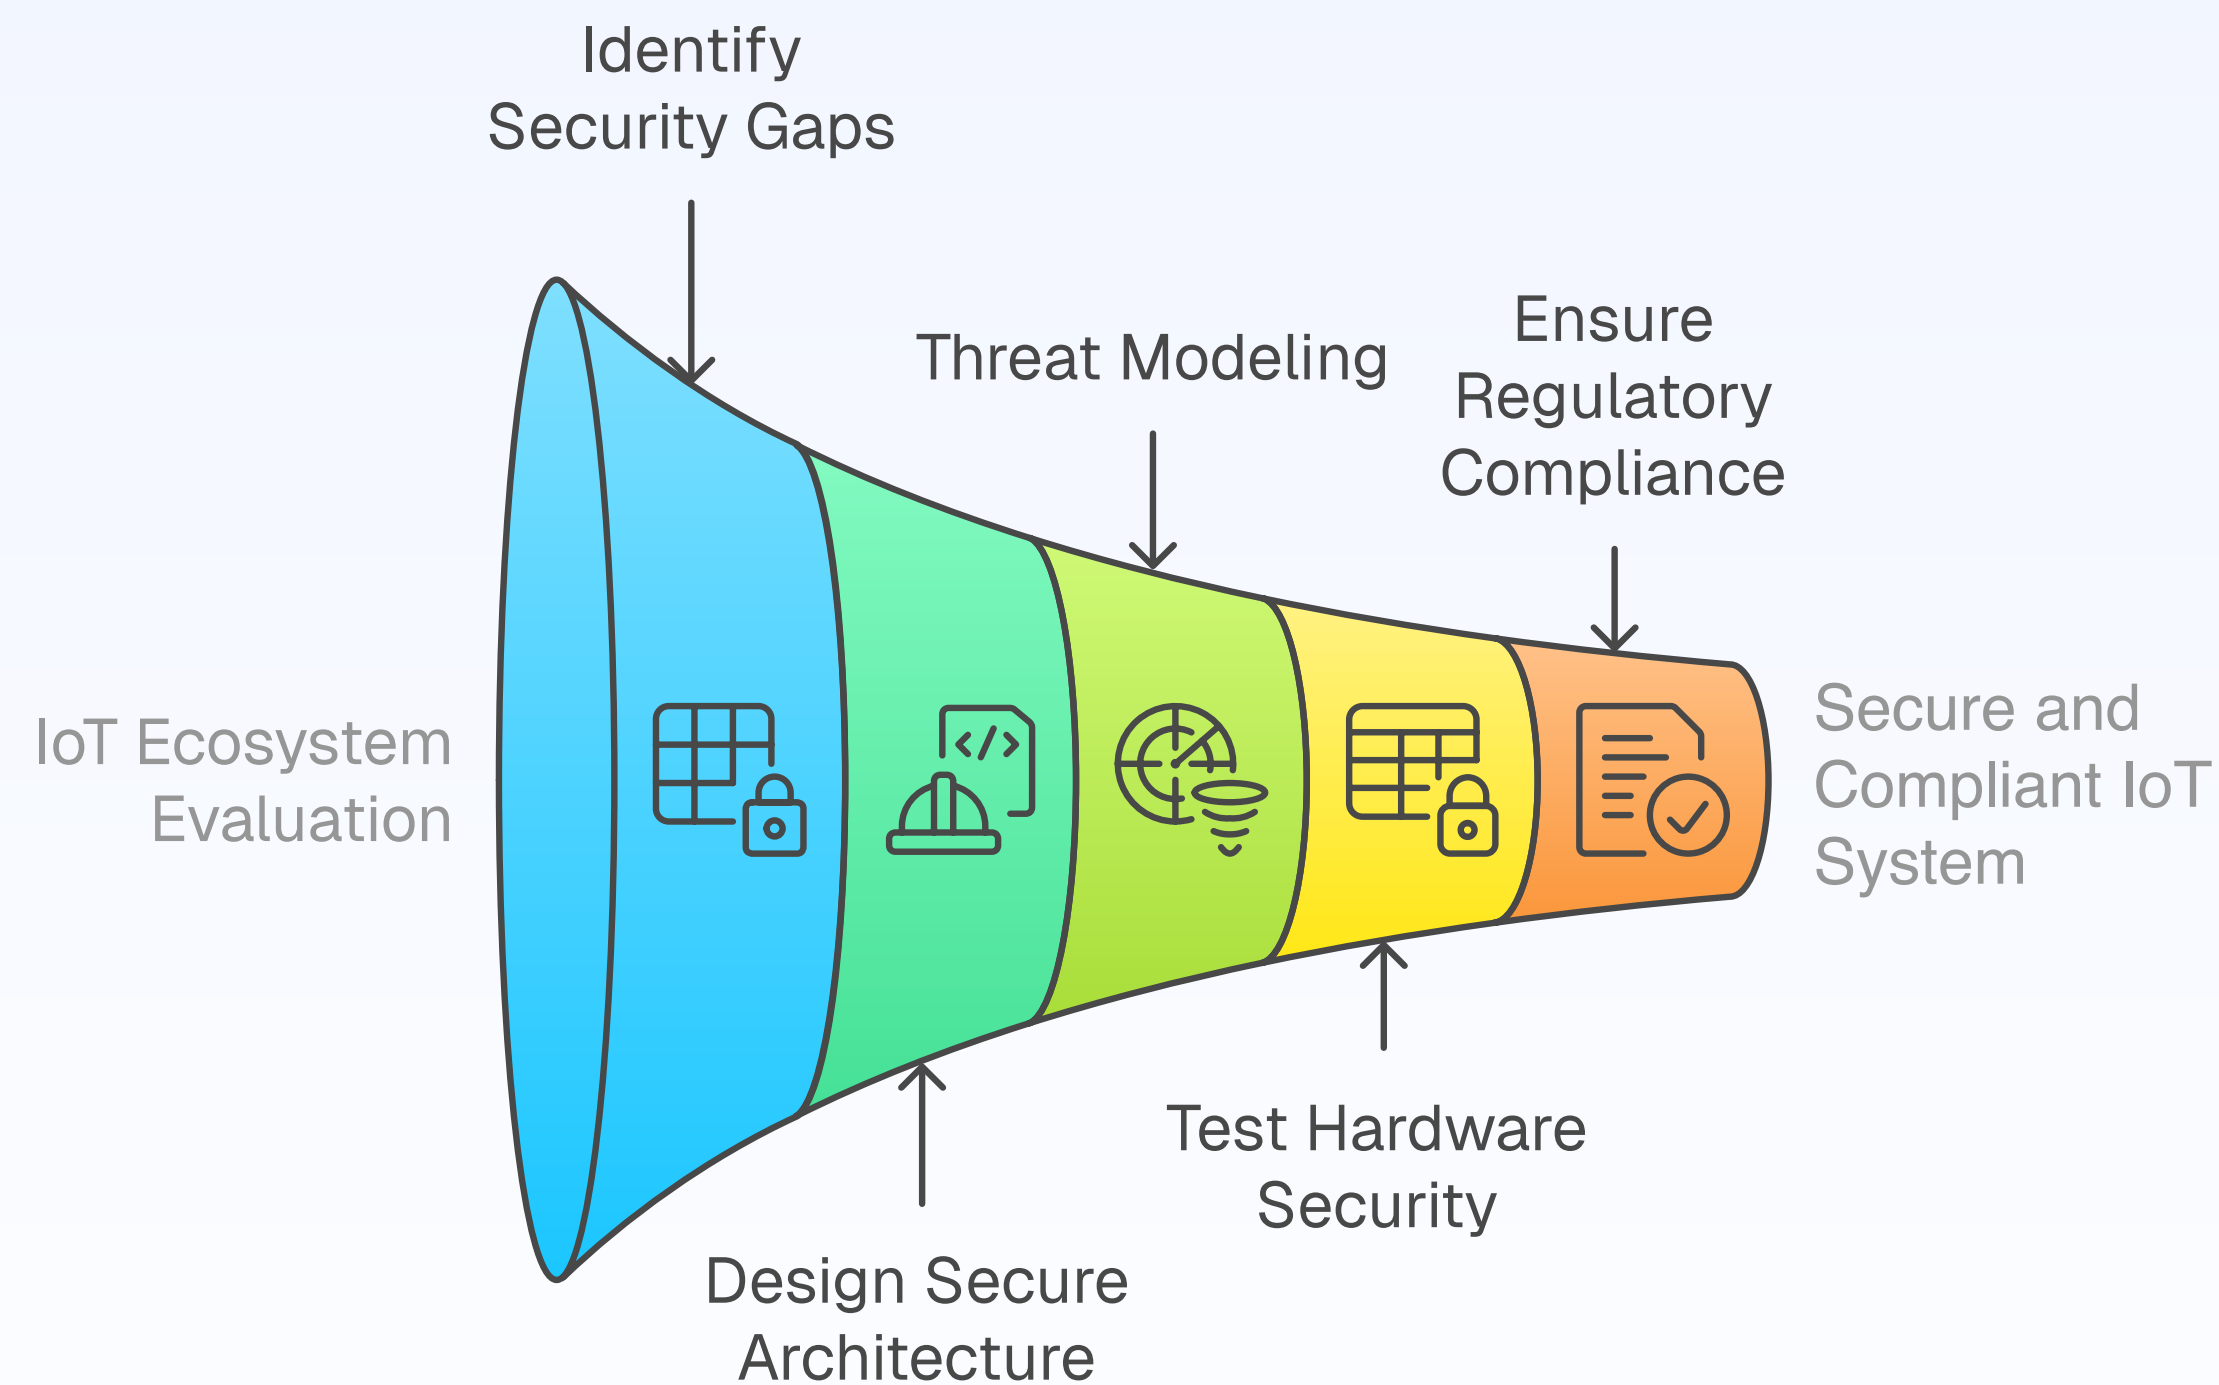 Identify
Security Gaps
Threat Modeling
Ensure
Regulatory
Compliance
IoT Ecosystem
Evaluation
</>
Secure and
Compliant IoT
System
Test Hardware
Security
Design Secure
Architecture